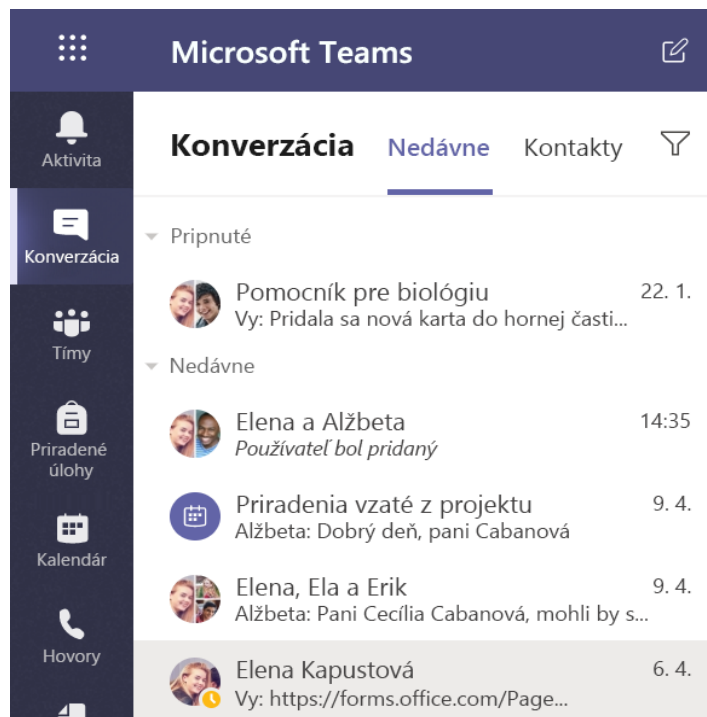 Microsoft Teams
Aktivita
Konverzácia
Tímy
Priradené
úlohy
Kalendár
Hovory
Konverzácia Nedávne Kontakty
Pripnuté
Pomocník pre biológiu 22. 1.
Vy: Pridala sa nová karta do hornej časti...
Nedávne
Elena a Alžbeta 14:35
Používateľ bol pridaný
Priradenia vzaté z projektu 9. 4.
Alžbeta: Dobrý deň, pani Cabanová
Elena, Ela a Erik 9. 4.
Alžbeta: Pani Cecília Cabanová, mohli by s...
Elena Kapustová 6. 4.
Vy: https://forms.office.com/Page...